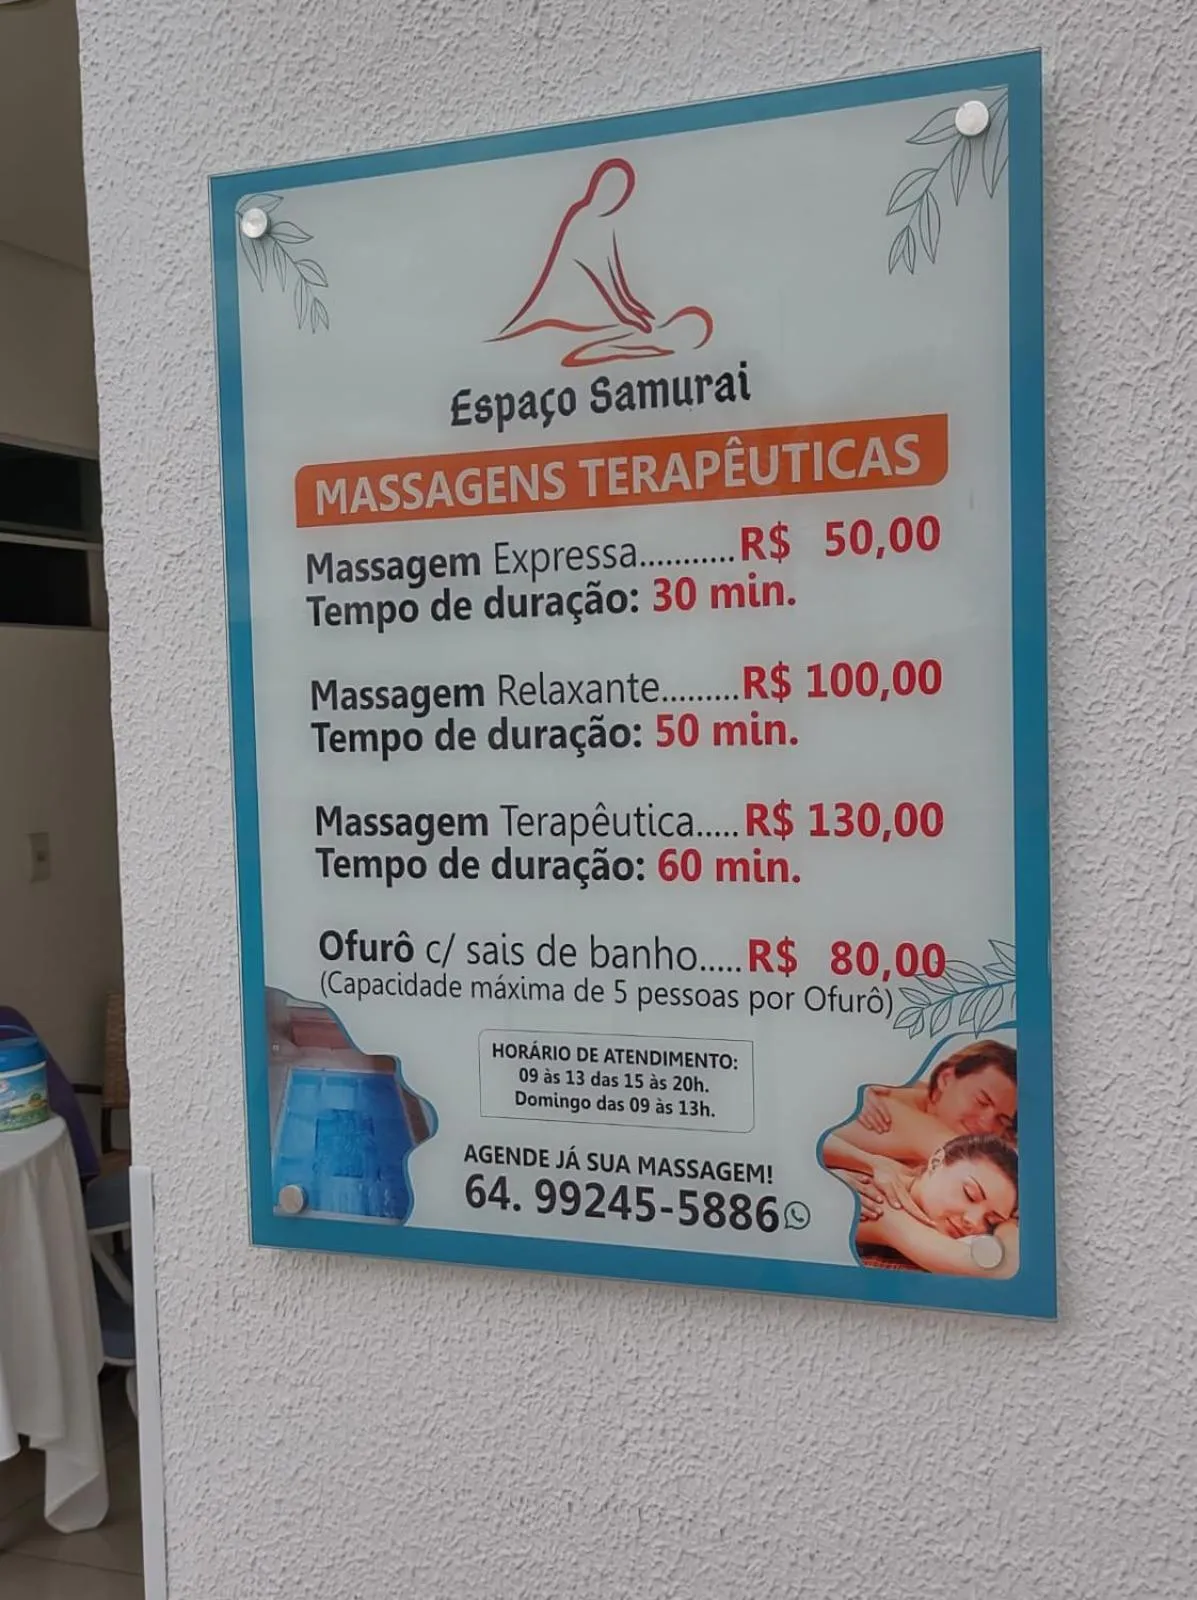 Espaço Samurai
MASSAGENS TERAPÊUTICAS
Massagem Expressa...........R$ 50,00
Tempo de duração: 30 min.
Massagem Relaxante.........R$ 100,00
Tempo de duração: 50 min.
Massagem Terapêutica.....R$ 130,00
Tempo de duração: 60 min.
Ofurô c/ sais de banho.....R$ 80,00
(Capacidade máxima de 5 pessoas por Ofurô)
HORÁRIO DE ATENDIMENTO:
09 às 13 das 15 às 20h.
Domingo das 09 às 13h.
AGENDE JÁ SUA MASSAGEM!
64. 99245-5886